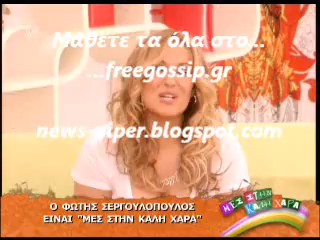 Μάθετε τα όλα στο...
...freegossip.gr
news-piper.blogspot.com
Ο ΦΩΤΗΣ ΣΕΡΓΟΥΛΟΠΟΥΛΟΣ
ΕΙΝΑΙ "ΜΕΣ ΣΤΗΝ ΚΑΛΗ ΧΑΡΑ"
ΜΕΣ ΣΤΗΝ
ΚΑΛΗ ΧΑΡΑ